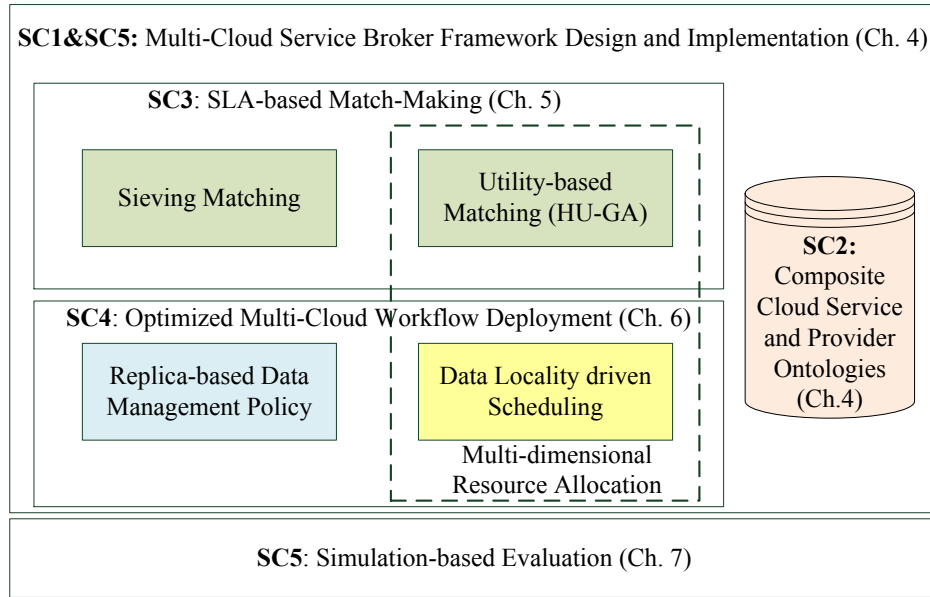 SC1&SC5: Multi-Cloud Service Broker Framework Design and Implementation (Ch. 4)
SC3: SLA-based Match-Making (Ch. 5)
Sieving Matching
Utility-based
Matching (HU-GA)
SC2:
Composite
Cloud Service
and Provider
Ontologies
(Ch.4)
SC4: Optimized Multi-Cloud Workflow Deployment (Ch. 6)
Replica-based Data
Management Policy
Data Locality driven
Scheduling
Multi-dimensional
Resource Allocation
SC5: Simulation-based Evaluation (Ch. 7)